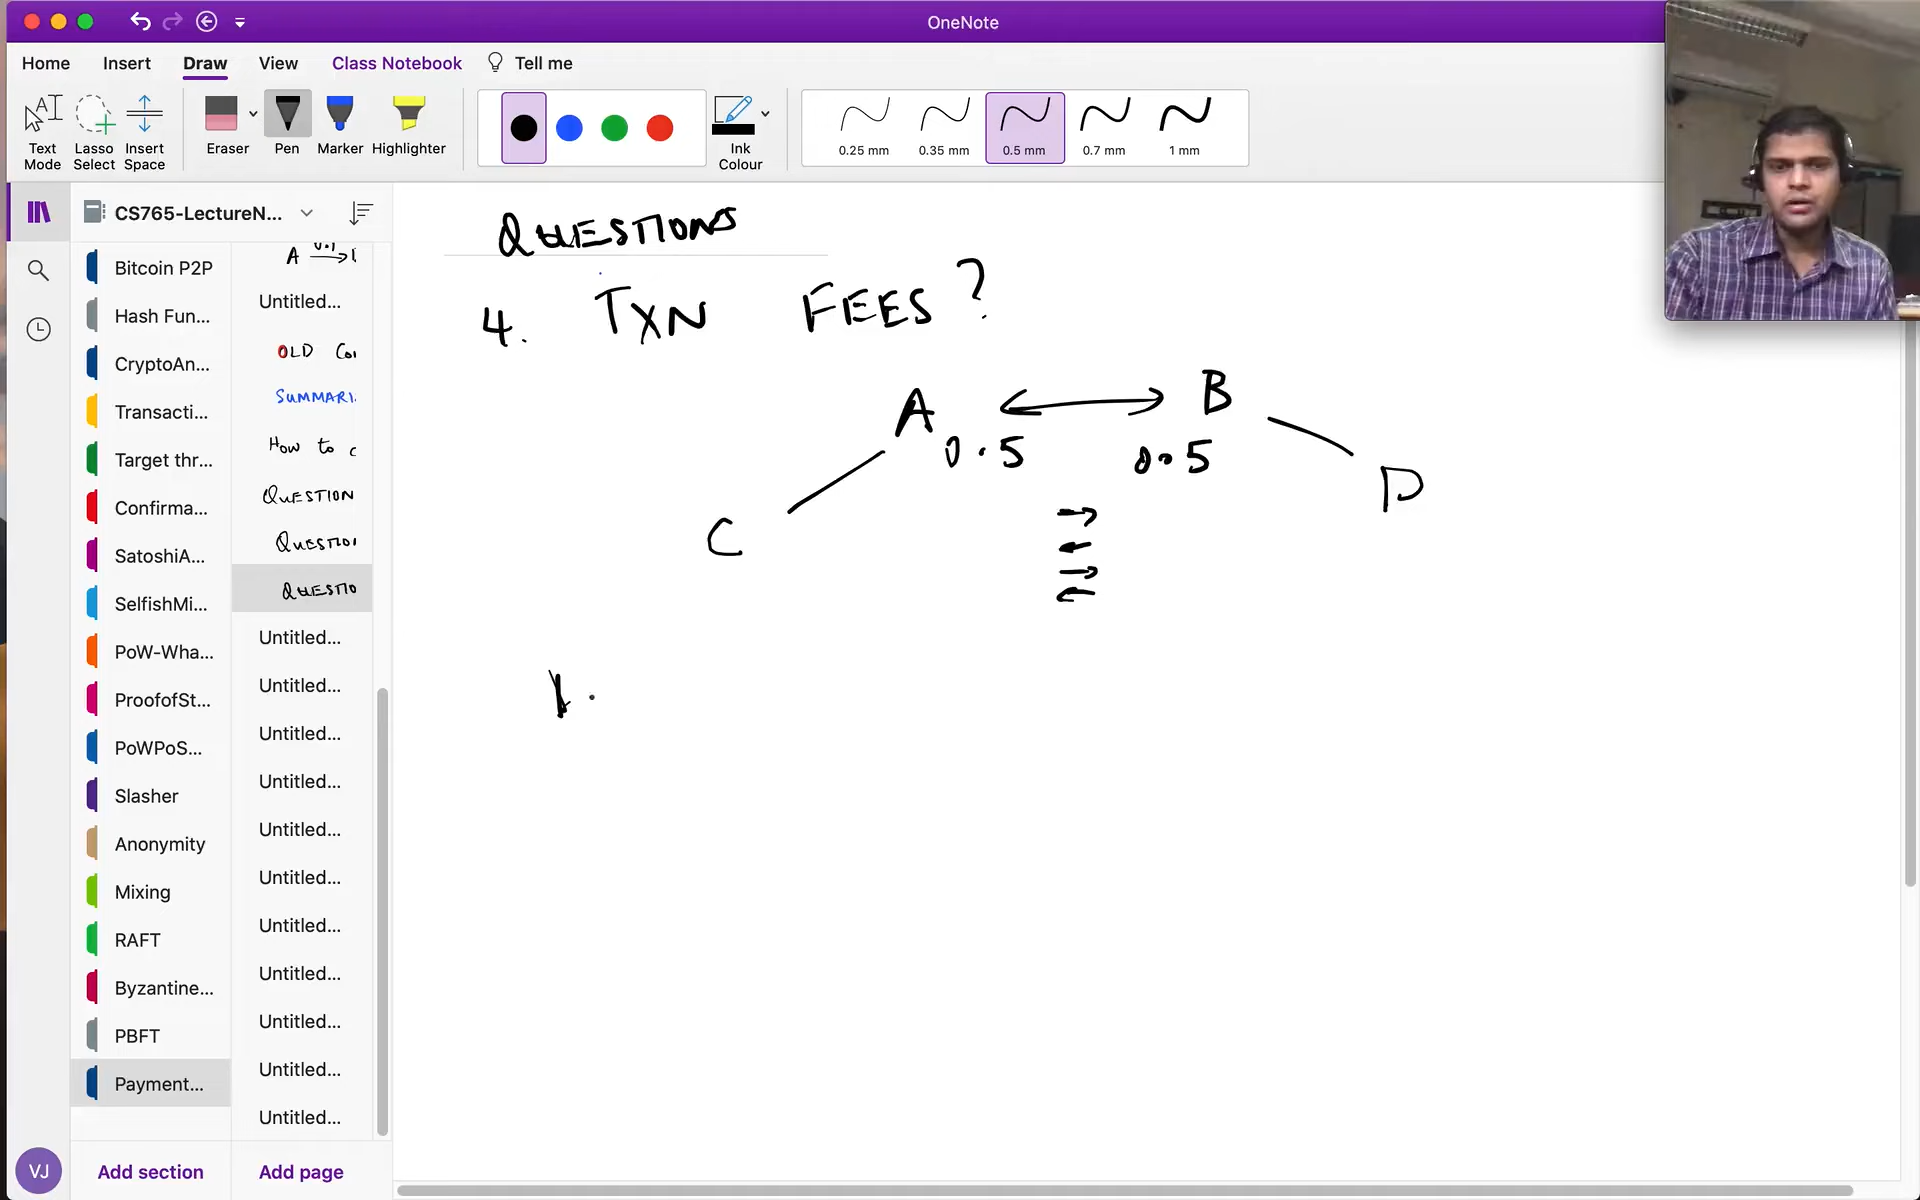 OneNote
Home Insert Draw View Class Notebook Tell me
Text Mode
Lasso Select
Insert Space
Eraser
Pen
Marker
Highlighter
Ink Colour
0.25 mm
0.35 mm
0.5 mm
0.7 mm
1 mm
CS765-LectureN...
Bitcoin P2P
Hash Fun...
CryptoAn...
Transacti...
Target thr...
Confirma...
SatoshiA...
SelfishMi...
PoW-Wha...
ProofofSt...
PoWPoS...
Slasher
Anonymity
Mixing
RAFT
Byzantine...
PBFT
Payment...
Add section
VJ
A 0.1
Untitled...
OLD Co
SUMMARI
How to c
QUESTION
QUESTIO
QUESTIO
Untitled...
Untitled...
Untitled...
Untitled...
Untitled...
Untitled...
Untitled...
Untitled...
Untitled...
Untitled...
Untitled...
Add page
QUESTIONS
4. TXN FEES?
A B
0.5 0.5
C D